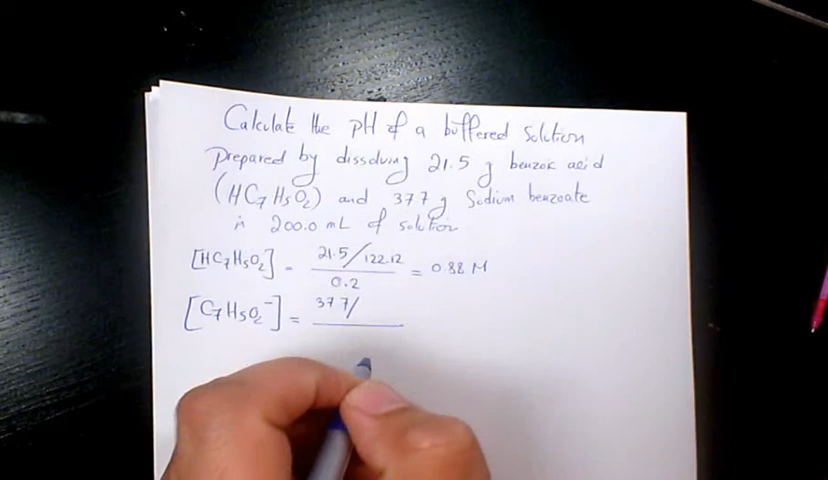 Calculate the pH of a buffered solution
Prepared by dissolving 21.5 g benzoic acid
(HC7H5O2) and 37.7 g Sodium benzoate
in 200.0 mL of solution
[HC7H5O2] = 21.5/122.12 / 0.2 = 0.88 M
[C7H5O2-] = 37.7/